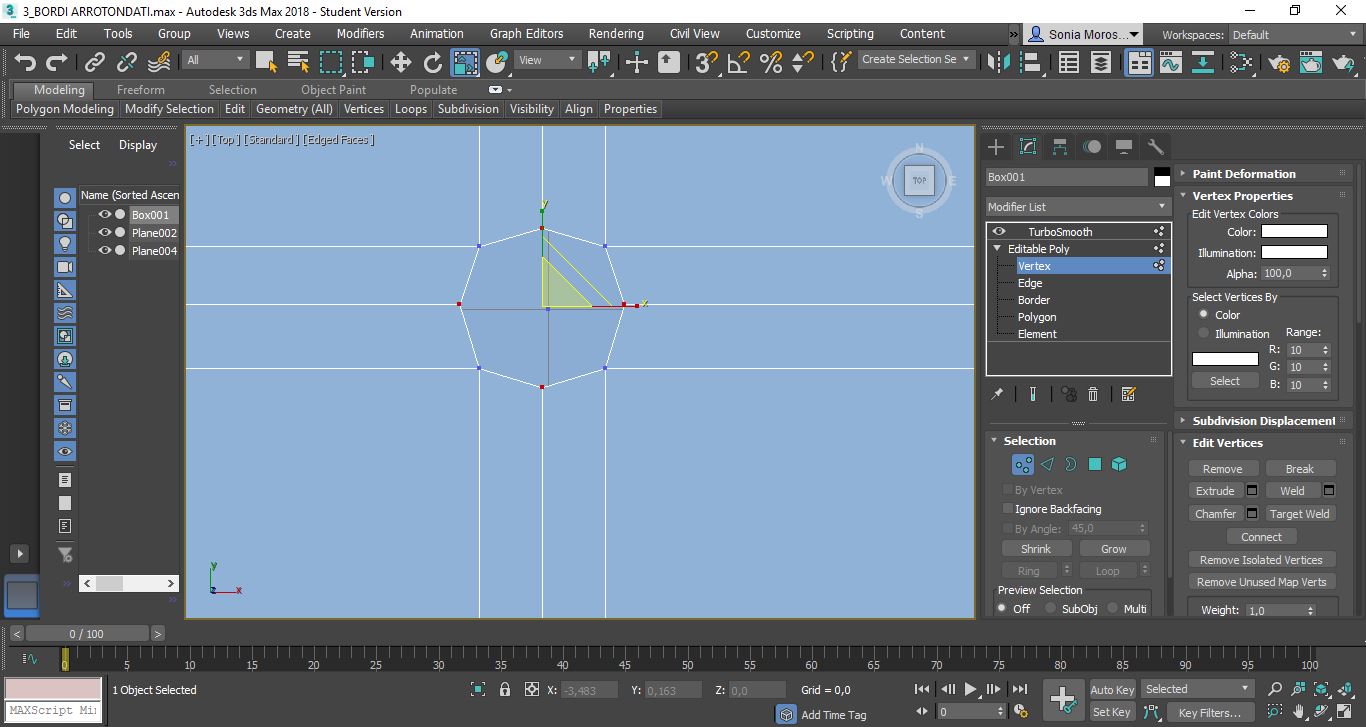 3_BORDI ARROTONDATI.max - Autodesk 3ds Max 2018 - Student Version
File Edit Tools Group Views Create Modifiers Animation Graph Editors Rendering Civil View Customize Scripting Content » Sonia Moros... Workspaces: Default
All View 3 Create Selection Se
Modeling Freeform Selection Object Paint Populate
Polygon Modeling Modify Selection Edit Geometry (All) Vertices Loops Subdivision Visibility Align Properties
Select Display
Name (Sorted Ascen
Box001
Plane002
Plane004
[+] [Top] [Standard] [Edged Faces]
y
x
N
W TOP E
S
y
z x
Box001
Modifier List
TurboSmooth
Editable Poly
Vertex
Edge
Border
Polygon
Element
Selection
By Vertex
Ignore Backfacing
By Angle: 45,0
Shrink Grow
Ring Loop
Preview Selection
Off SubObj Multi
Paint Deformation
Vertex Properties
Edit Vertex Colors
Color:
Illumination:
Alpha: 100,0
Select Vertices By
Color
Illumination Range:
R: 10
G: 10
Select B: 10
Subdivision Displacement
Edit Vertices
Remove Break
Extrude Weld
Chamfer Target Weld
Connect
Remove Isolated Vertices
Remove Unused Map Verts
Weight: 1,0
< 0 / 100 >
0 5 10 15 20 25 30 35 40 45 50 55 60 65 70 75 80 85 90 95 100
1 Object Selected X: -3,483 Y: 0,163 Z: 0,0 Grid = 0,0 Auto Key Selected
MAXScript Mi Add Time Tag 0 Set Key Key Filters...